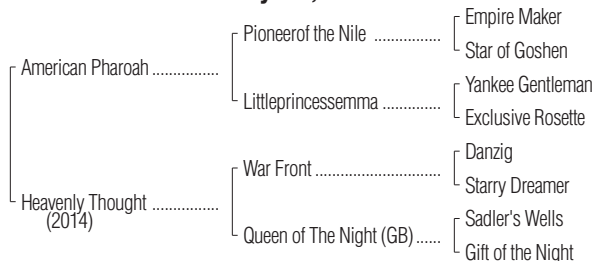 Empire Maker
Pioneerof the Nile ................
Star of Goshen
American Pharoah ................
Yankee Gentleman
Littleprincessemma ..............
Exclusive Rosette
Danzig
War Front ...........................
Starry Dreamer
Heavenly Thought ................
(2014)
Sadler's Wells
Queen of The Night (GB) ......
Gift of the Night